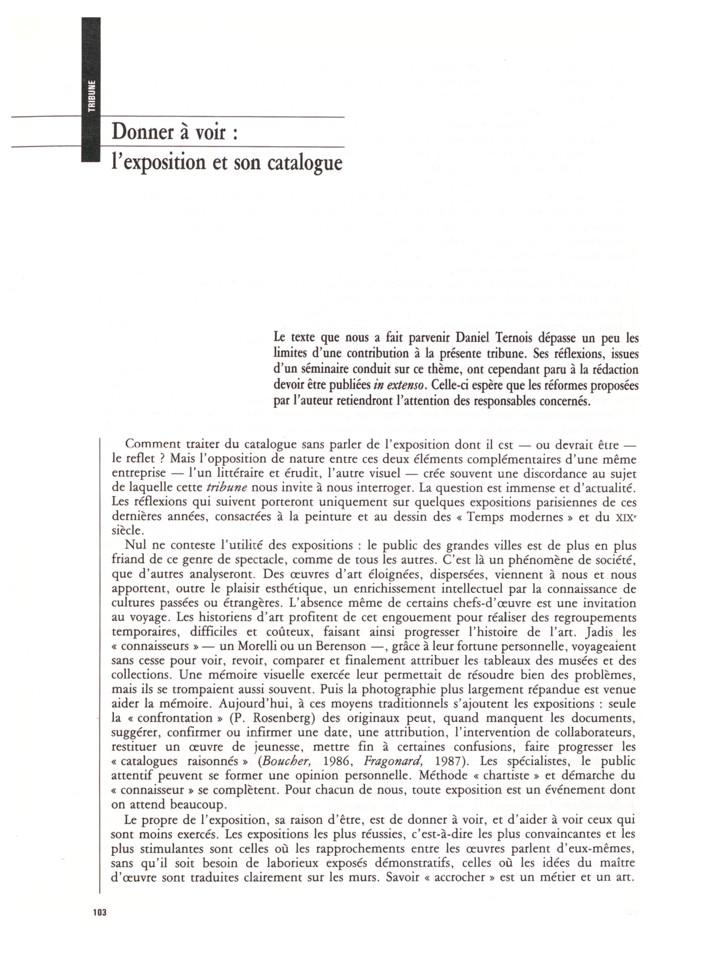 TRIBUNE
Donner à voir :
l'exposition et son catalogue
Le texte que nous a fait parvenir Daniel Ternois dépasse un peu les
limites d'une contribution à la présente tribune. Ses réflexions, issues
d'un séminaire conduit sur ce thème, ont cependant paru à la rédaction
devoir être publiées in extenso. Celle-ci espère que les réformes proposées
par l'auteur retiendront l'attention des responsables concernés.
Comment traiter du catalogue sans parler de l'exposition dont il est — ou devrait être —
le reflet ? Mais l'opposition de nature entre ces deux éléments complémentaires d'une même
entreprise — l'un littéraire et érudit, l'autre visuel — crée souvent une discordance au sujet
de laquelle cette tribune nous invite à nous interroger. La question est immense et d'actualité.
Les réflexions qui suivent porteront uniquement sur quelques expositions parisiennes de ces
dernières années, consacrées à la peinture et au dessin des « Temps modernes » et du XIXe
siècle.
Nul ne conteste l'utilité des expositions : le public des grandes villes est de plus en plus
friand de ce genre de spectacle, comme de tous les autres. C'est là un phénomène de société,
que d'autres analyseront. Des œuvres d'art éloignées, dispersées, viennent à nous et nous
apportent, outre le plaisir esthétique, un enrichissement intellectuel par la connaissance de
cultures passées ou étrangères. L'absence même de certains chefs-d'œuvre est une invitation
au voyage. Les historiens d'art profitent de cet engouement pour réaliser des regroupements
temporaires, difficiles et coûteux, faisant ainsi progresser l'histoire de l'art. Jadis les
« connaisseurs » — un Morelli ou un Berenson —, grâce à leur fortune personnelle, voyageaient
sans cesse pour voir, revoir, comparer et finalement attribuer les tableaux des musées et des
collections. Une mémoire visuelle exercée leur permettait de résoudre bien des problèmes,
mais ils se trompaient aussi souvent. Puis la photographie plus largement répandue est venue
aider la mémoire. Aujourd'hui, à ces moyens traditionnels s'ajoutent les expositions : seule
la « confrontation » (P. Rosenberg) des originaux peut, quand manquent les documents,
suggérer, confirmer ou infirmer une date, une attribution, l'intervention de collaborateurs,
restituer un œuvre de jeunesse, mettre fin à certaines confusions, faire progresser les
« catalogues raisonnés » (Boucher, 1986, Fragonard, 1987). Les spécialistes, le public
attentif peuvent se former une opinion personnelle. Méthode « chartiste » et démarche du
« connaisseur » se complètent. Pour chacun de nous, toute exposition est un événement dont
on attend beaucoup.
Le propre de l'exposition, sa raison d'être, est de donner à voir, et d'aider à voir ceux qui
sont moins exercés. Les expositions les plus réussies, c'est-à-dire les plus convaincantes et les
plus stimulantes sont celles où les rapprochements entre les œuvres parlent d'eux-mêmes,
sans qu'il soit besoin de laborieux exposés démonstratifs, celles où les idées du maître
d'œuvre sont traduites clairement sur les murs. Savoir « accrocher » est un métier et un art.
103